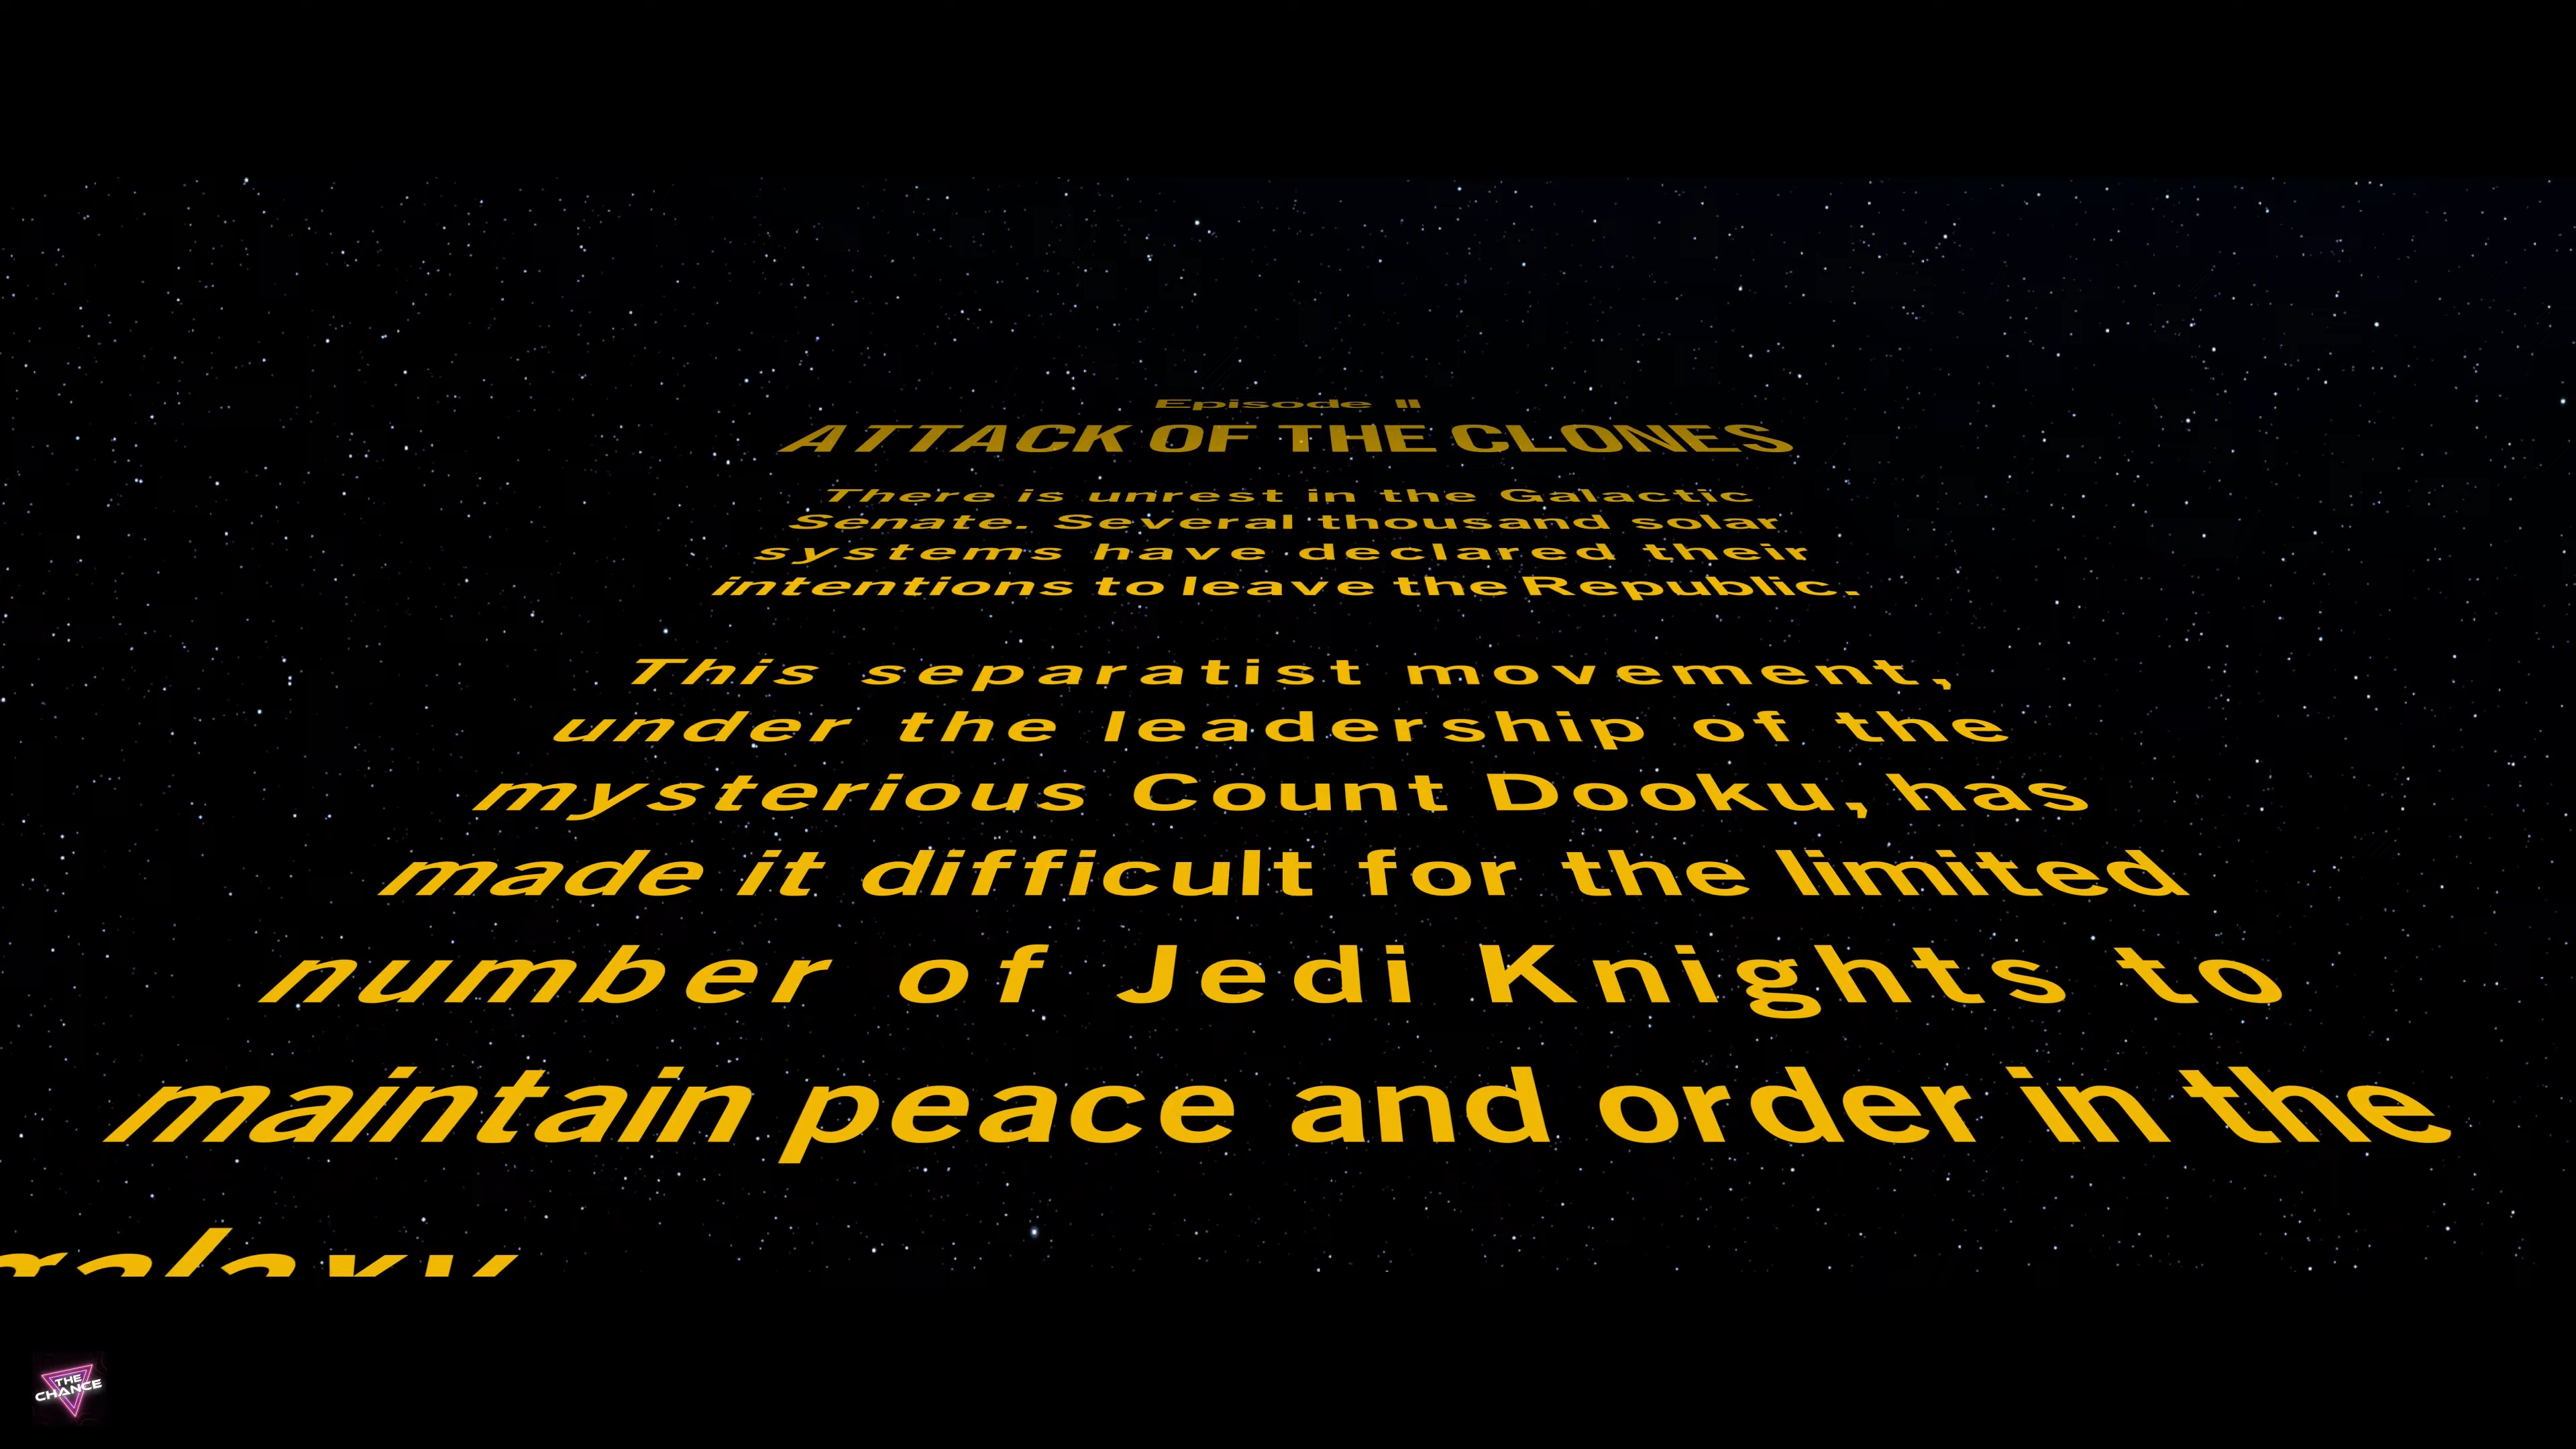 Episode II
ATTACK OF THE CLONES
There is unrest in the Galactic
Senate. Several thousand solar
systems have declared their
intentions to leave the Republic.
This separatist movement,
under the leadership of the
mysterious Count Dooku, has
made it difficult for the limited
number of Jedi Knights to
maintain peace and order in the
galaxy
THE
CHANCE